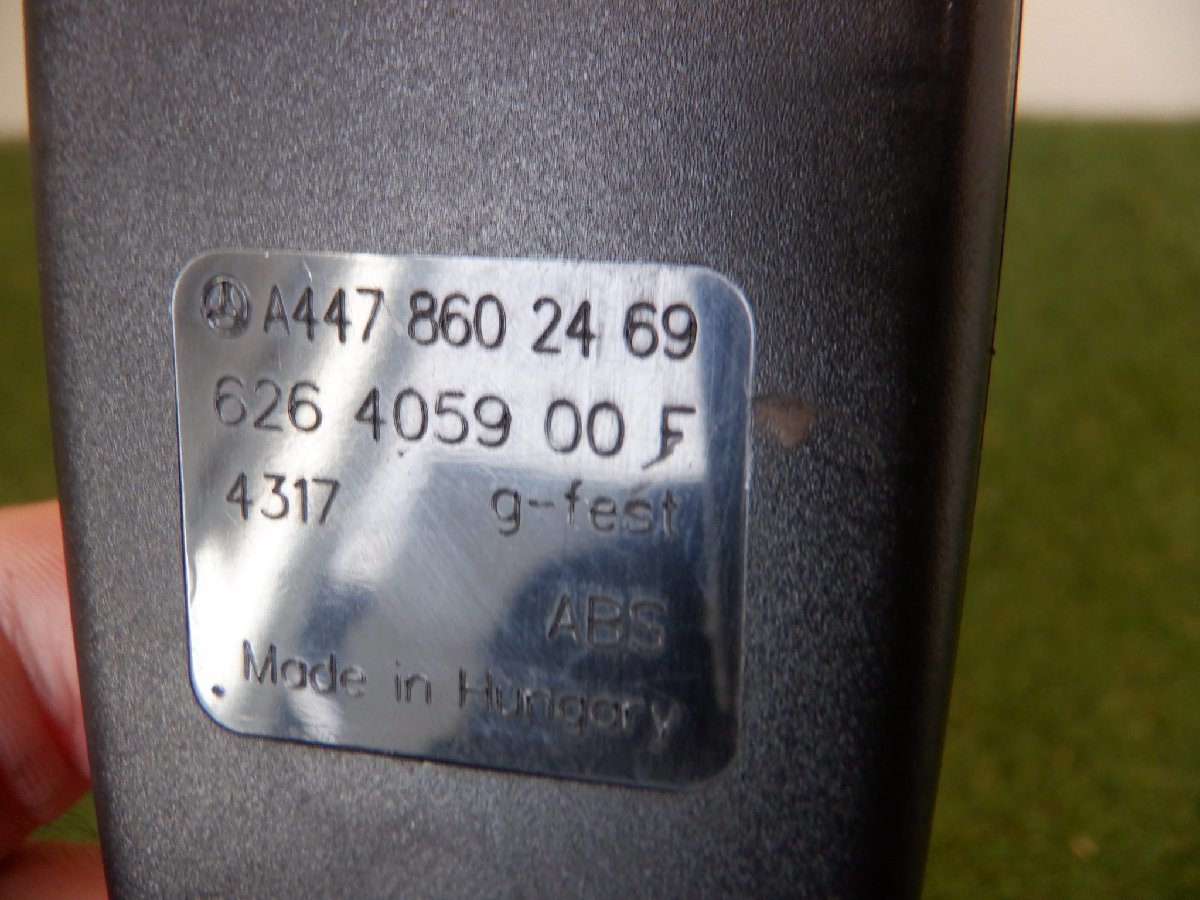 A447 860 24 69
626 4059 00 F
4317 g-fest
ABS
Made in Hungary